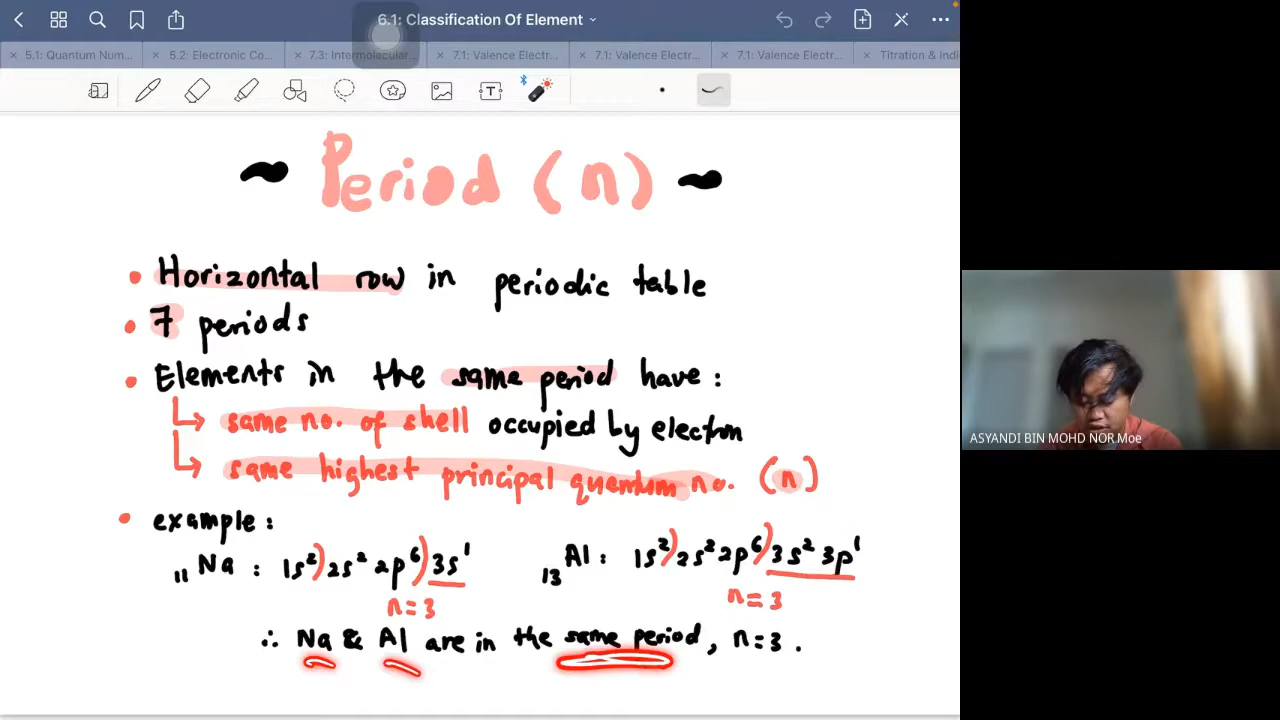 6.1: Classification Of Element
5.1: Quantum Num...
5.2: Electronic Co...
7.3: Intermolecular...
7.1: Valence Electr...
7.1: Valence Electr...
7.1: Valence Electr...
Titration & Indi
~ Period (n) ~
• Horizontal row in periodic table
• 7 periods
• Elements in the same period have:
↳ same no. of shell occupied by electron
↳ same highest principal quantum no. (n)
• example:
₁₁Na : 1s²)2s² 2p⁶)3s¹
n=3
₁₃Al : 1s²)2s² 2p⁶)3s² 3p¹
n=3
∴ Na & Al are in the same period, n=3.
ASYANDI BIN MOHD NOR Moe